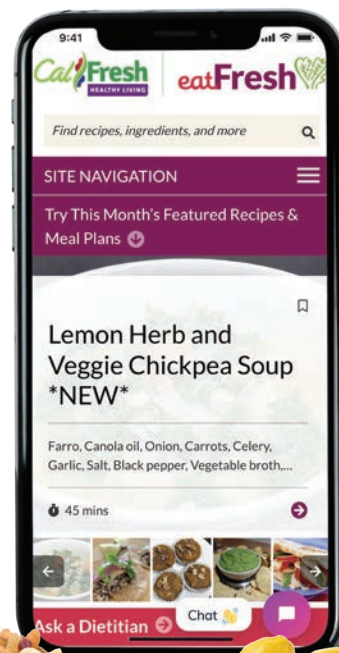 9:41
CalFresh eatFresh
HEALTHY LIVING
Find recipes, ingredients, and more
SITE NAVIGATION
Try This Month's Featured Recipes &
Meal Plans
Lemon Herb and
Veggie Chickpea Soup
*NEW*
Farro, Canola oil, Onion, Carrots, Celery,
Garlic, Salt, Black pepper, Vegetable broth,...
45 mins
Ask a Dietitian
Chat